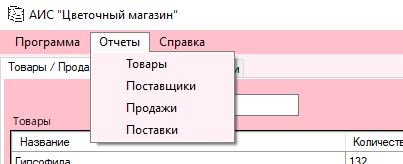 АИС "Цветочный магазин"
Программа Отчеты Справка
Товары / Прода
Товары
Поставщики
Продажи
Поставки
Товары
Название Количест
Гипсофила 132